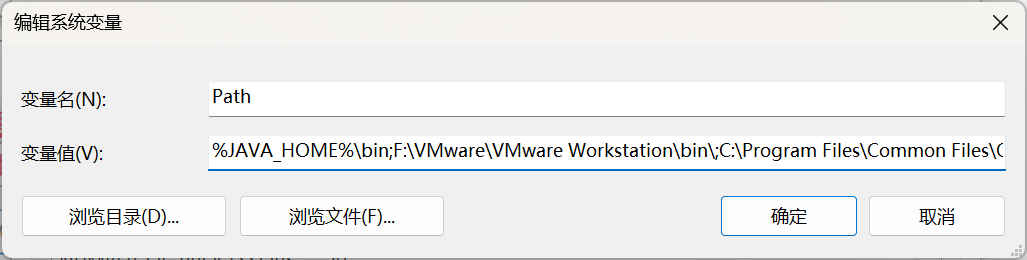 编辑系统变量
变量名(N):
Path
变量值(V):
%JAVA_HOME%\bin;F:\VMware\VMware Workstation\bin\;C:\Program Files\Common Files\
浏览目录(D)...
浏览文件(F)...
确定
取消